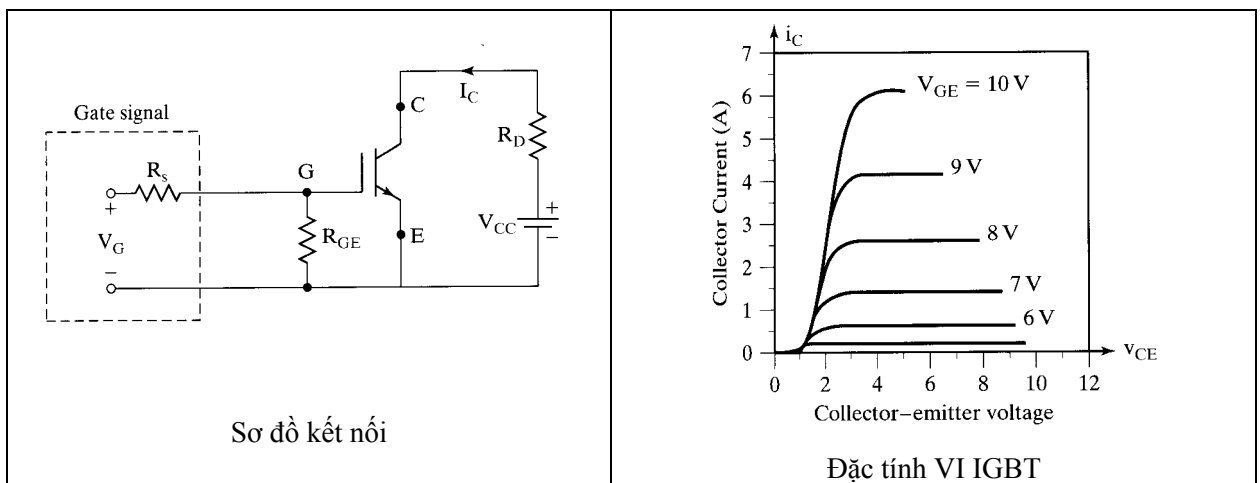 Gate signal
R_s
+
V_G
−
G
R_GE
C
E
I_C
R_D
V_CC
+
−
Sơ đồ kết nối
i_C
7
6
5
4
3
2
1
0
Collector Current (A)
V_GE = 10 V
9 V
8 V
7 V
6 V
v_CE
0 2 4 6 8 10 12
Collector–emitter voltage
Đặc tính VI IGBT